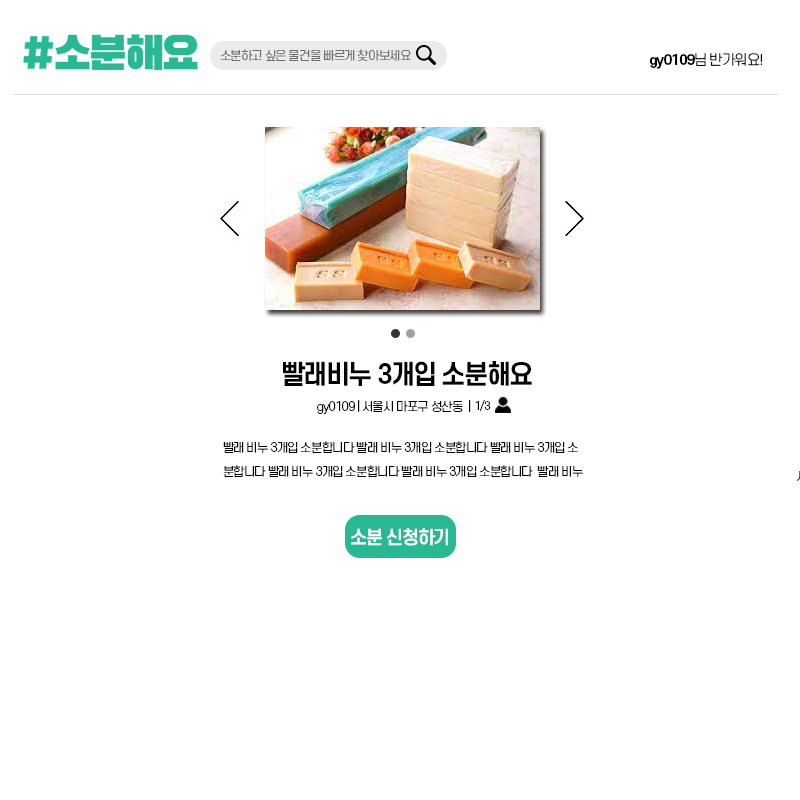 #소분해요
소분하고 싶은 물건을 빠르게 찾아보세요
gy0109님 반가워요!
빨래비누 3개입 소분해요
gy0109 | 서울시 마포구 성산동 | 1/3
빨래 비누 3개입 소분합니다 빨래 비누 3개입 소분합니다 빨래 비누 3개입 소
분합니다 빨래 비누 3개입 소분합니다 빨래 비누 3개입 소분합니다 빨래 비누
소분 신청하기